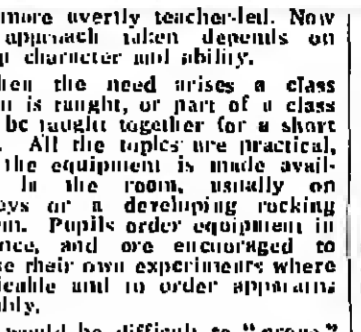 more overtly teacher-led. Now
approach taken depends on
character and ability.
the need arises a class
is taught, or part of a class
be taught together for a short
All the topics are practical,
the equipment is made avail-
In the room, usually on
or a developing rocking
Pupils order equipment in
and are encouraged to
their own experiments where
and to order apparatus
would be difficult to "group"